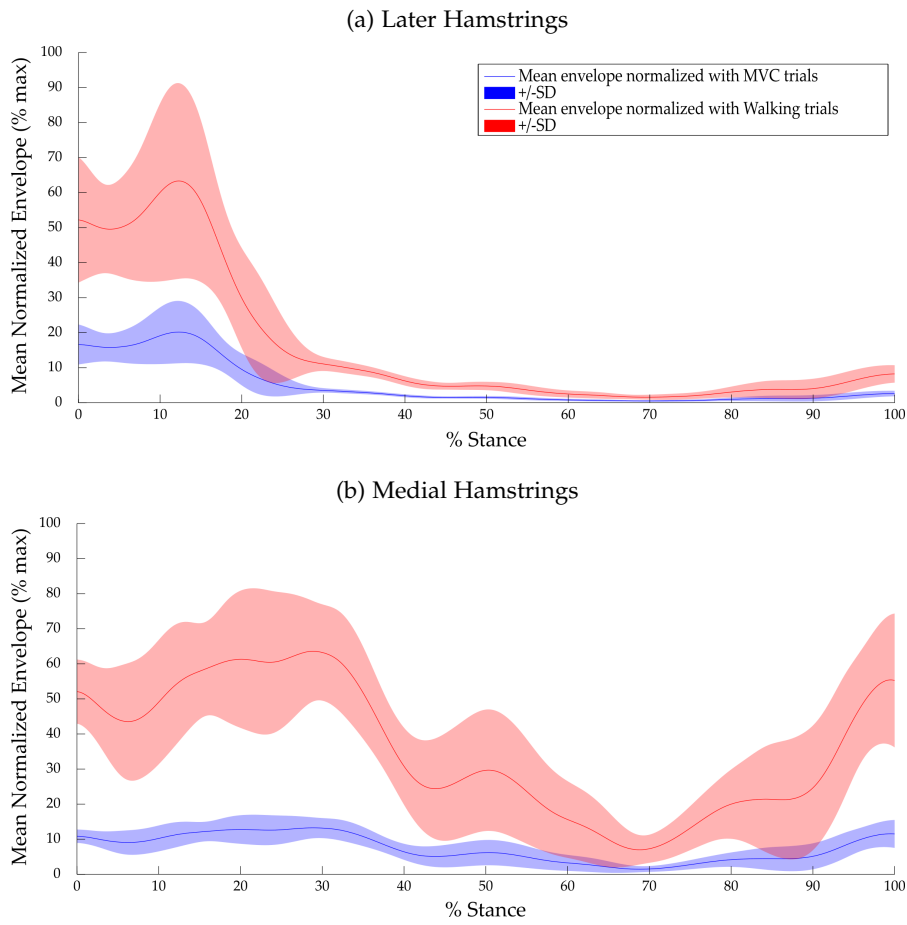 (a) Later Hamstrings
Mean Normalized Envelope (% max)
100
90
80
70
60
50
40
30
20
10
0
Mean envelope normalized with MVC trials
+/-SD
Mean envelope normalized with Walking trials
+/-SD
0 10 20 30 40 50 60 70 80 90 100
% Stance
(b) Medial Hamstrings
Mean Normalized Envelope (% max)
100
90
80
70
60
50
40
30
20
10
0
0 10 20 30 40 50 60 70 80 90 100
% Stance